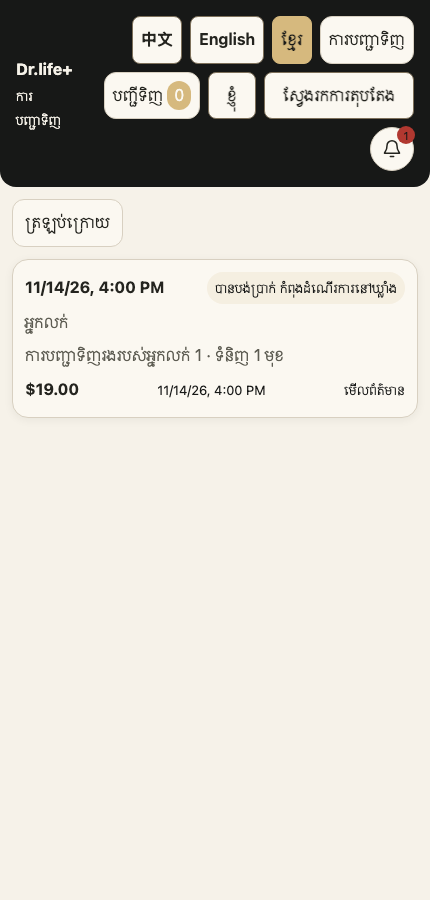 Dr.life+
ការ
បញ្ជាទិញ
中文
English
ខ្មែរ
ការបញ្ជាទិញ
បញ្ជីទិញ 0
ខ្ញុំ
ស្វែងរកការតុបតែង
1
ត្រឡប់ក្រោយ
11/14/26, 4:00 PM
បានបង់ប្រាក់ កំពុងដំណើរការនៅឃ្លាំង
អ្នកលក់
ការបញ្ជាទិញរងរបស់អ្នកលក់ 1 · ទំនិញ 1 មុខ
$19.00
11/14/26, 4:00 PM
មើលព័ត៌មាន